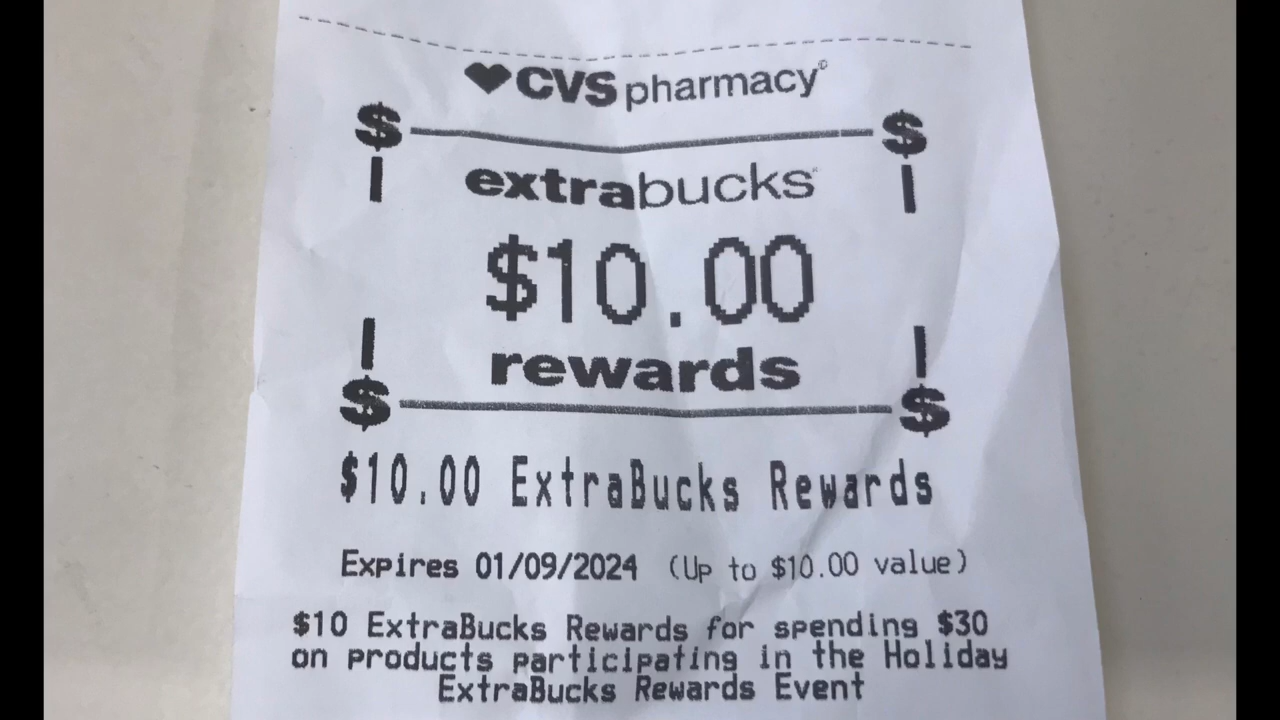 CVS pharmacy®
$ $
extrabucks®
$10.00
rewards
$ $
$10.00 ExtraBucks Rewards
Expires 01/09/2024 (Up to $10.00 value)
$10 ExtraBucks Rewards for spending $30
on products participating in the Holiday
ExtraBucks Rewards Event